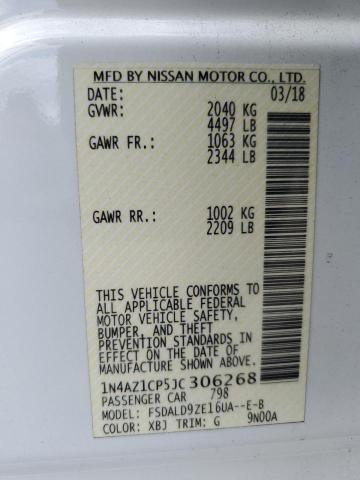 MFD BY NISSAN MOTOR CO., LTD.
DATE: 03/18
GVWR: 2040 KG
4497 LB
GAWR FR.: 1063 KG
2344 LB
GAWR RR.: 1002 KG
2209 LB
THIS VEHICLE CONFORMS TO
ALL APPLICABLE FEDERAL
MOTOR VEHICLE SAFETY,
BUMPER, AND THEFT
PREVENTION STANDARDS IN
EFFECT ON THE DATE OF
MANUFACTURE SHOWN ABOVE.
1N4AZ1CP5JC306268
PASSENGER CAR 798
MODEL: FSDALD9ZE16UA--E-B
COLOR: XBJ TRIM: G 9N00A